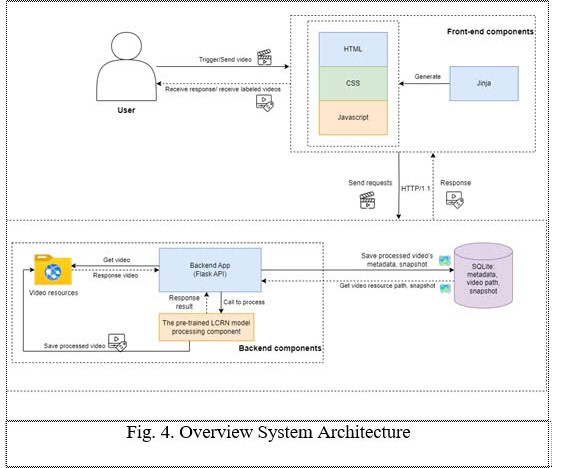 Front-end components
HTML
CSS
Javascript
Generate
Jinja
Trigger/Send video
Receive response/ receive labeled videos
User
Send requests
HTTP/1.1
Response
Get video
Response video
Video resources
Backend App
(Flask API)
Response
result
Call to process
The pre-trained LCRN model
processing component
Save processed video
Backend components
Save processed video's
metadata, snapshot
Get video resource path, snapshot
SQLite:
metadata,
video path,
snapshot
Fig. 4. Overview System Architecture